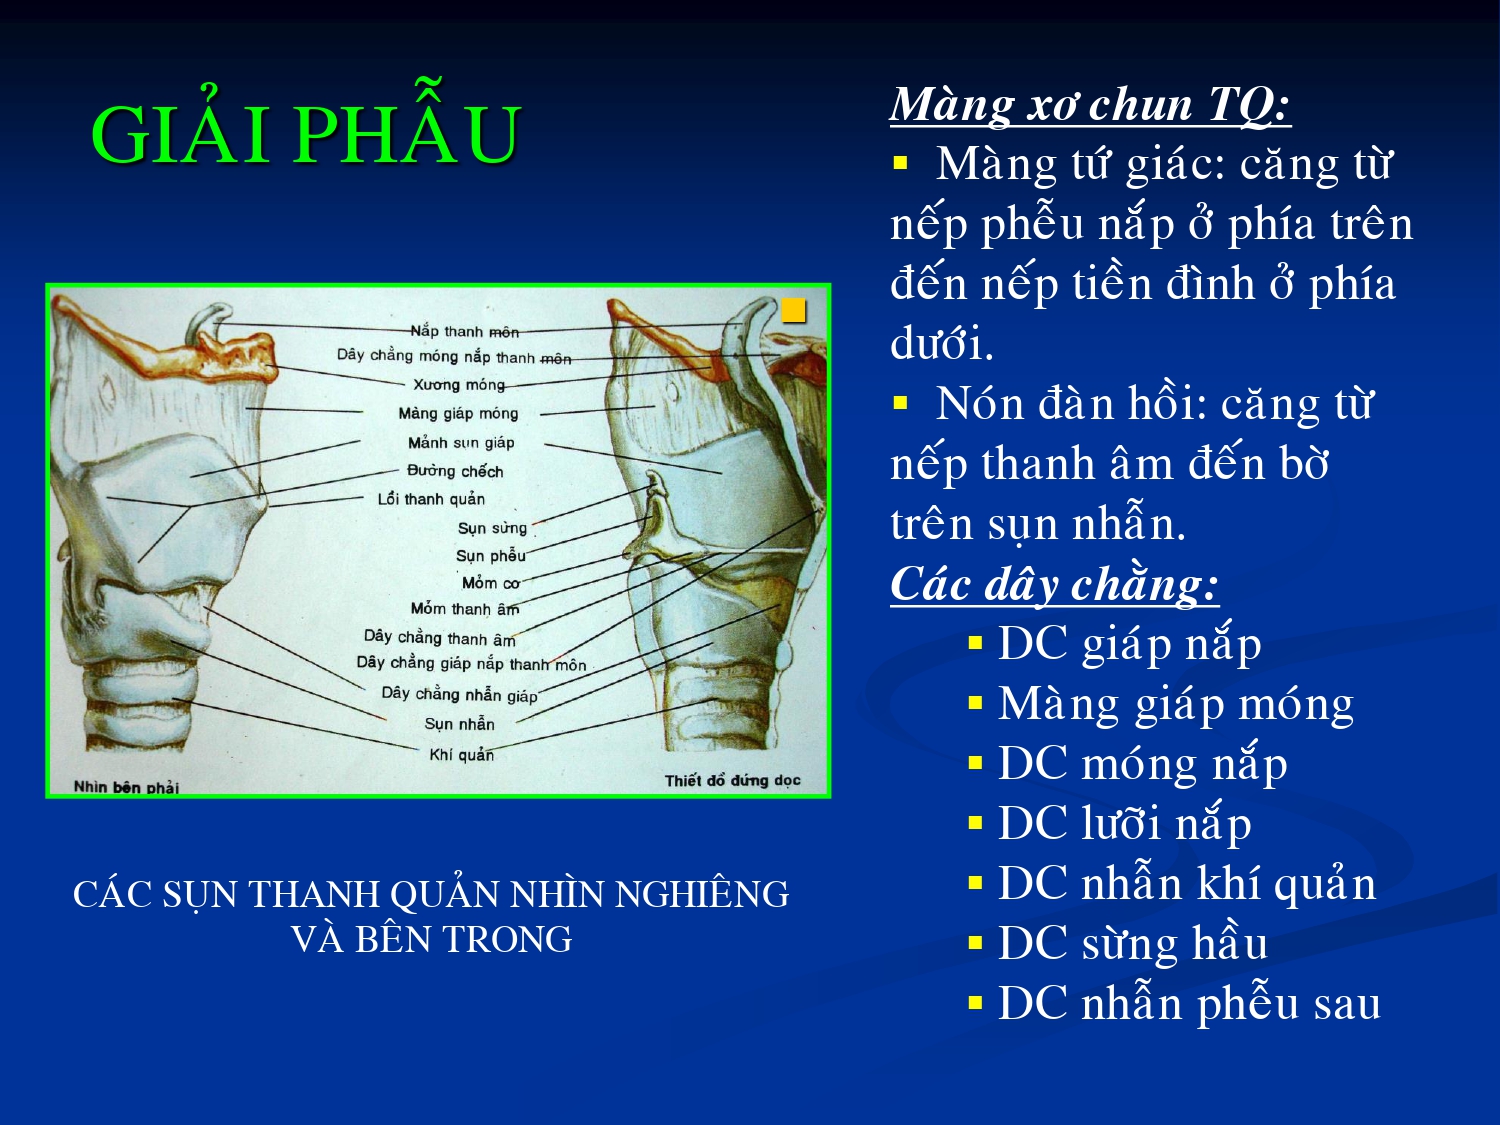 GIẢI PHẪU
Nắp thanh môn
Dây chằng móng nắp thanh môn
Xương móng
Màng giáp móng
Mảnh sụn giáp
Đường chếch
Lồi thanh quản
Sụn sừng
Sụn phễu
Mỏm cơ
Mỏm thanh âm
Dây chằng thanh âm
Dây chằng giáp nắp thanh môn
Dây chằng nhẫn giáp
Sụn nhẫn
Khí quản
Nhìn bên phải
Thiết đồ đứng dọc
CÁC SỤN THANH QUẢN NHÌN NGHIÊNG
VÀ BÊN TRONG
Màng xơ chun TQ:
▪ Màng tứ giác: căng từ
nếp phễu nắp ở phía trên
đến nếp tiền đình ở phía
dưới.
▪ Nón đàn hồi: căng từ
nếp thanh âm đến bờ
trên sụn nhẫn.
Các dây chằng:
▪ DC giáp nắp
▪ Màng giáp móng
▪ DC móng nắp
▪ DC lưỡi nắp
▪ DC nhẫn khí quản
▪ DC sừng hầu
▪ DC nhẫn phễu sau